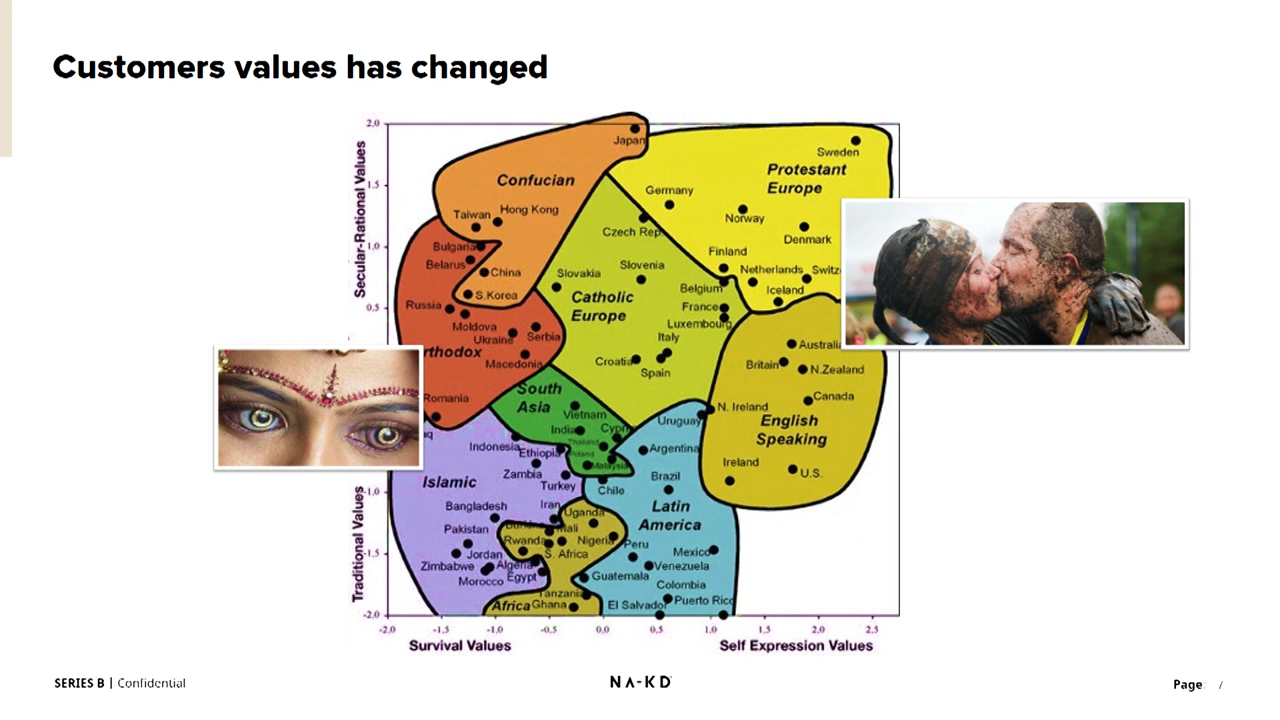 Customers values has changed
2,0
1,5
1,0
0,5
-1,0
-1,5
-2,0
Secular-Rational Values
Traditional Values
Japan
Sweden
Confucian
Protestant
Europe
Germany
Taiwan
Hong Kong
Norway
Czech Rep.
Denmark
Bulgaria
Finland
Belarus
China
Slovakia
Slovenia
Netherlands
Switz
Belgium
Iceland
S.Korea
Catholic
Europe
Russia
France
Moldova
Luxembourg
Ukraine
Serbia
Italy
Australia
rthodox
Macedonia
Croatia
Spain
Britain
N.Zealand
South
Asia
Romania
Vietnam
Canada
N. Ireland
Uruguay
English
Speaking
India
Cypr
aq
Indonesia
Ethiopia
Thailand
Poland
Argentina
Malaysia
Ireland
U.S.
Zambia
Turkey
Chile
Brazil
Islamic
Latin
America
Bangladesh
Iran
Uganda
Pakistan
Mali
Rwanda
Nigeria
Peru
Jordan
S. Africa
Mexico
Zimbabwe
Algeria
Venezuela
Morocco
Egypt
Guatemala
Colombia
Tanzania
Africa
Ghana
El Salvador
Puerto Rico
-2,0
-1,5
-1,0
-0,5
0,0
0,5
1,0
1,5
2,0
2,5
Survival Values
Self Expression Values
SERIES B | Confidential
NA-KD
Page